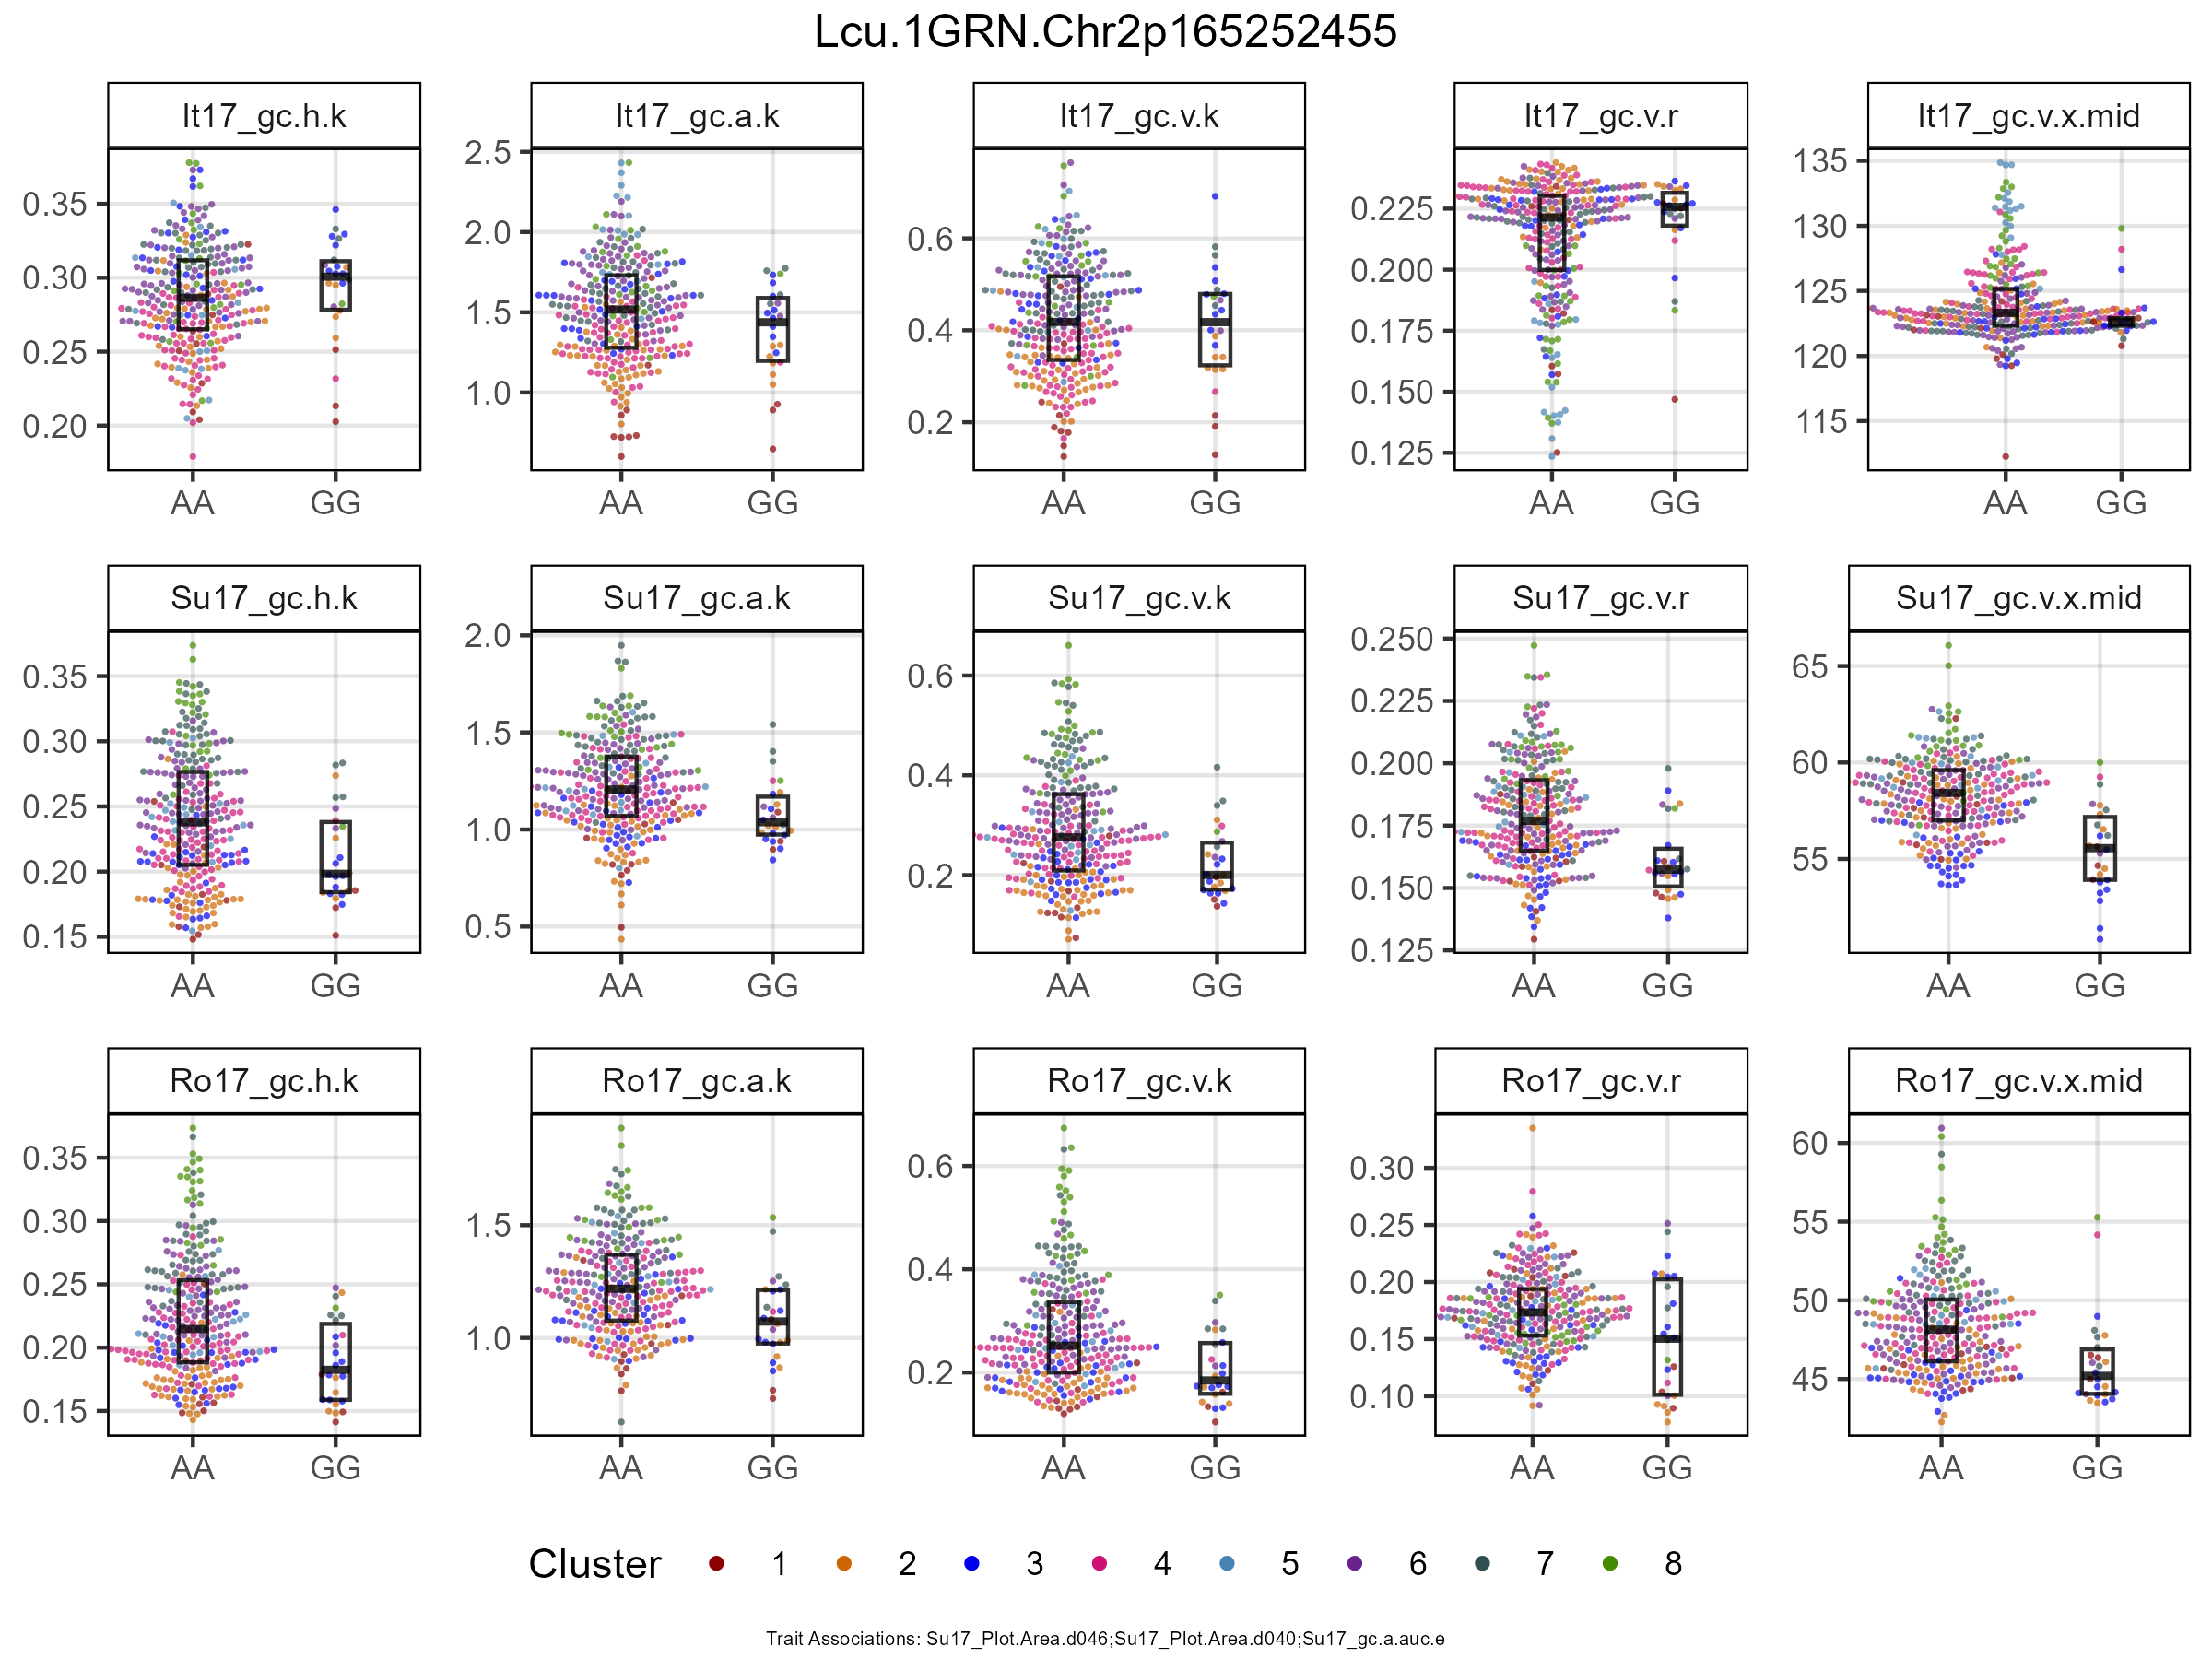 Lcu.1GRN.Chr2p165252455
It17_gc.h.k It17_gc.a.k It17_gc.v.k It17_gc.v.r It17_gc.v.x.mid
0.35 0.30 0.25 0.20
2.5 2.0 1.5 1.0
0.6 0.4 0.2
0.225 0.200 0.175 0.150 0.125
135 130 125 120 115
AA GG AA GG AA GG AA GG AA GG
Su17_gc.h.k Su17_gc.a.k Su17_gc.v.k Su17_gc.v.r Su17_gc.v.x.mid
0.35 0.30 0.25 0.20 0.15
2.0 1.5 1.0 0.5
0.6 0.4 0.2
0.250 0.225 0.200 0.175 0.150 0.125
65 60 55
AA GG AA GG AA GG AA GG AA GG
Ro17_gc.h.k Ro17_gc.a.k Ro17_gc.v.k Ro17_gc.v.r Ro17_gc.v.x.mid
0.35 0.30 0.25 0.20 0.15
1.5 1.0
0.6 0.4 0.2
0.30 0.25 0.20 0.15 0.10
60 55 50 45
AA GG AA GG AA GG AA GG AA GG
Cluster 1 2 3 4 5 6 7 8
Trait Associations: Su17_Plot.Area.d046;Su17_Plot.Area.d040;Su17_gc.a.auc.e